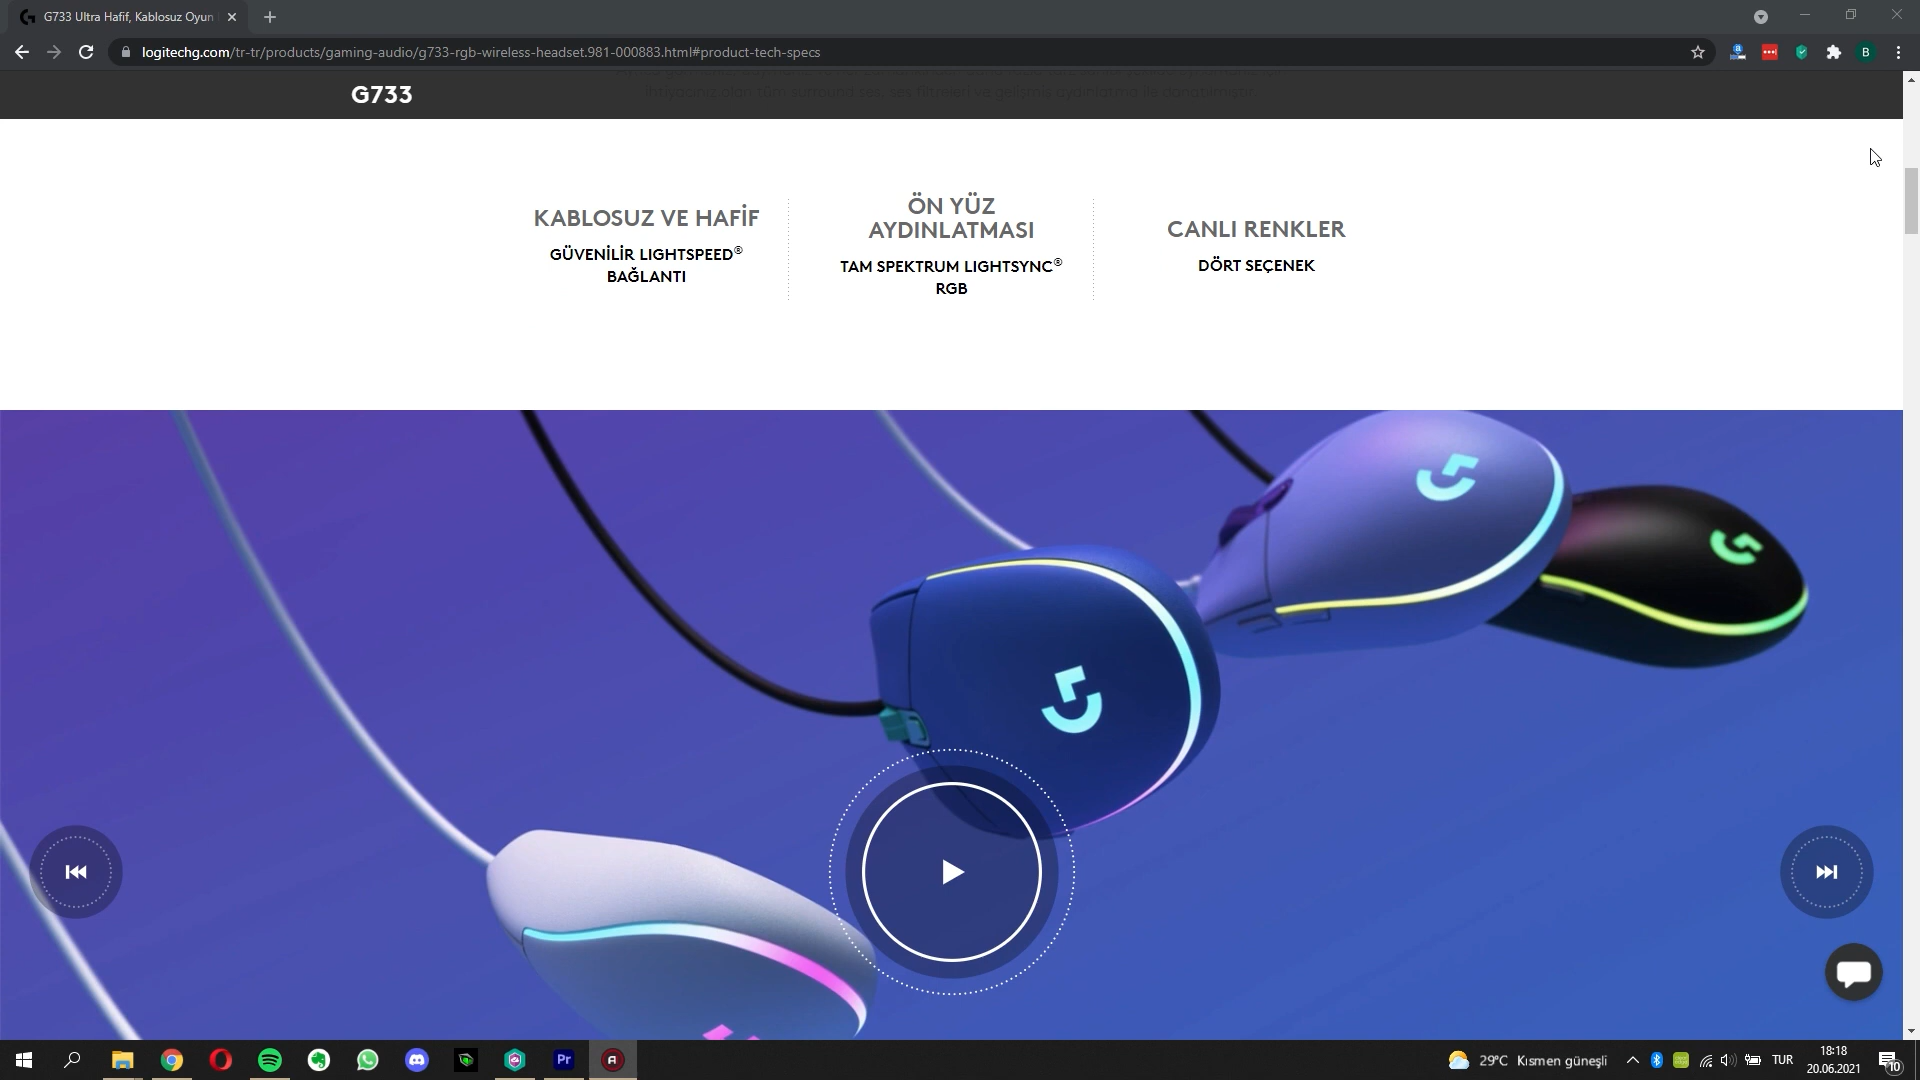 G733 Ultra Hafif, Kablosuz Oyun
logitechg.com/tr-tr/products/gaming-audio/g733-rgb-wireless-headset.981-000883.html#product-tech-specs
B
G733
KABLOSUZ VE HAFİF
GÜVENİLİR LIGHTSPEED®
BAĞLANTI
ÖN YÜZ
AYDINLATMASI
TAM SPEKTRUM LIGHTSYNC®
RGB
CANLI RENKLER
DÖRT SEÇENEK
Pr
29°C Kısmen güneşli
TUR
18:18
20.06.2021
10